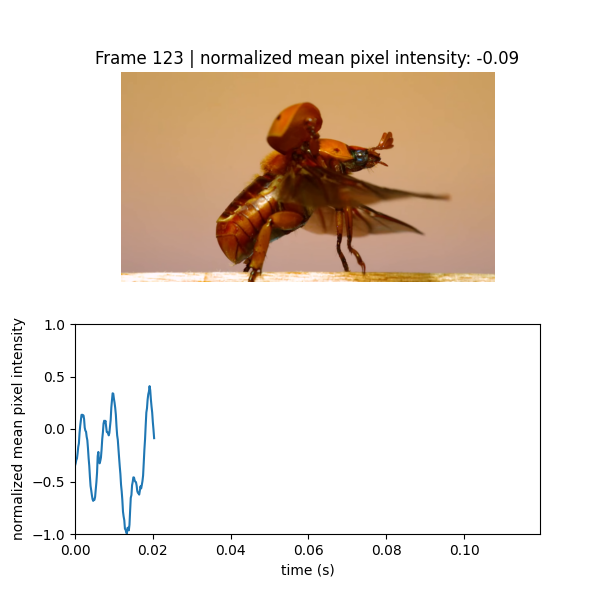 Frame 123 | normalized mean pixel intensity: -0.09
normalized mean pixel intensity
1.0
0.5
0.0
−0.5
−1.0
0.00 0.02 0.04 0.06 0.08 0.10
time (s)